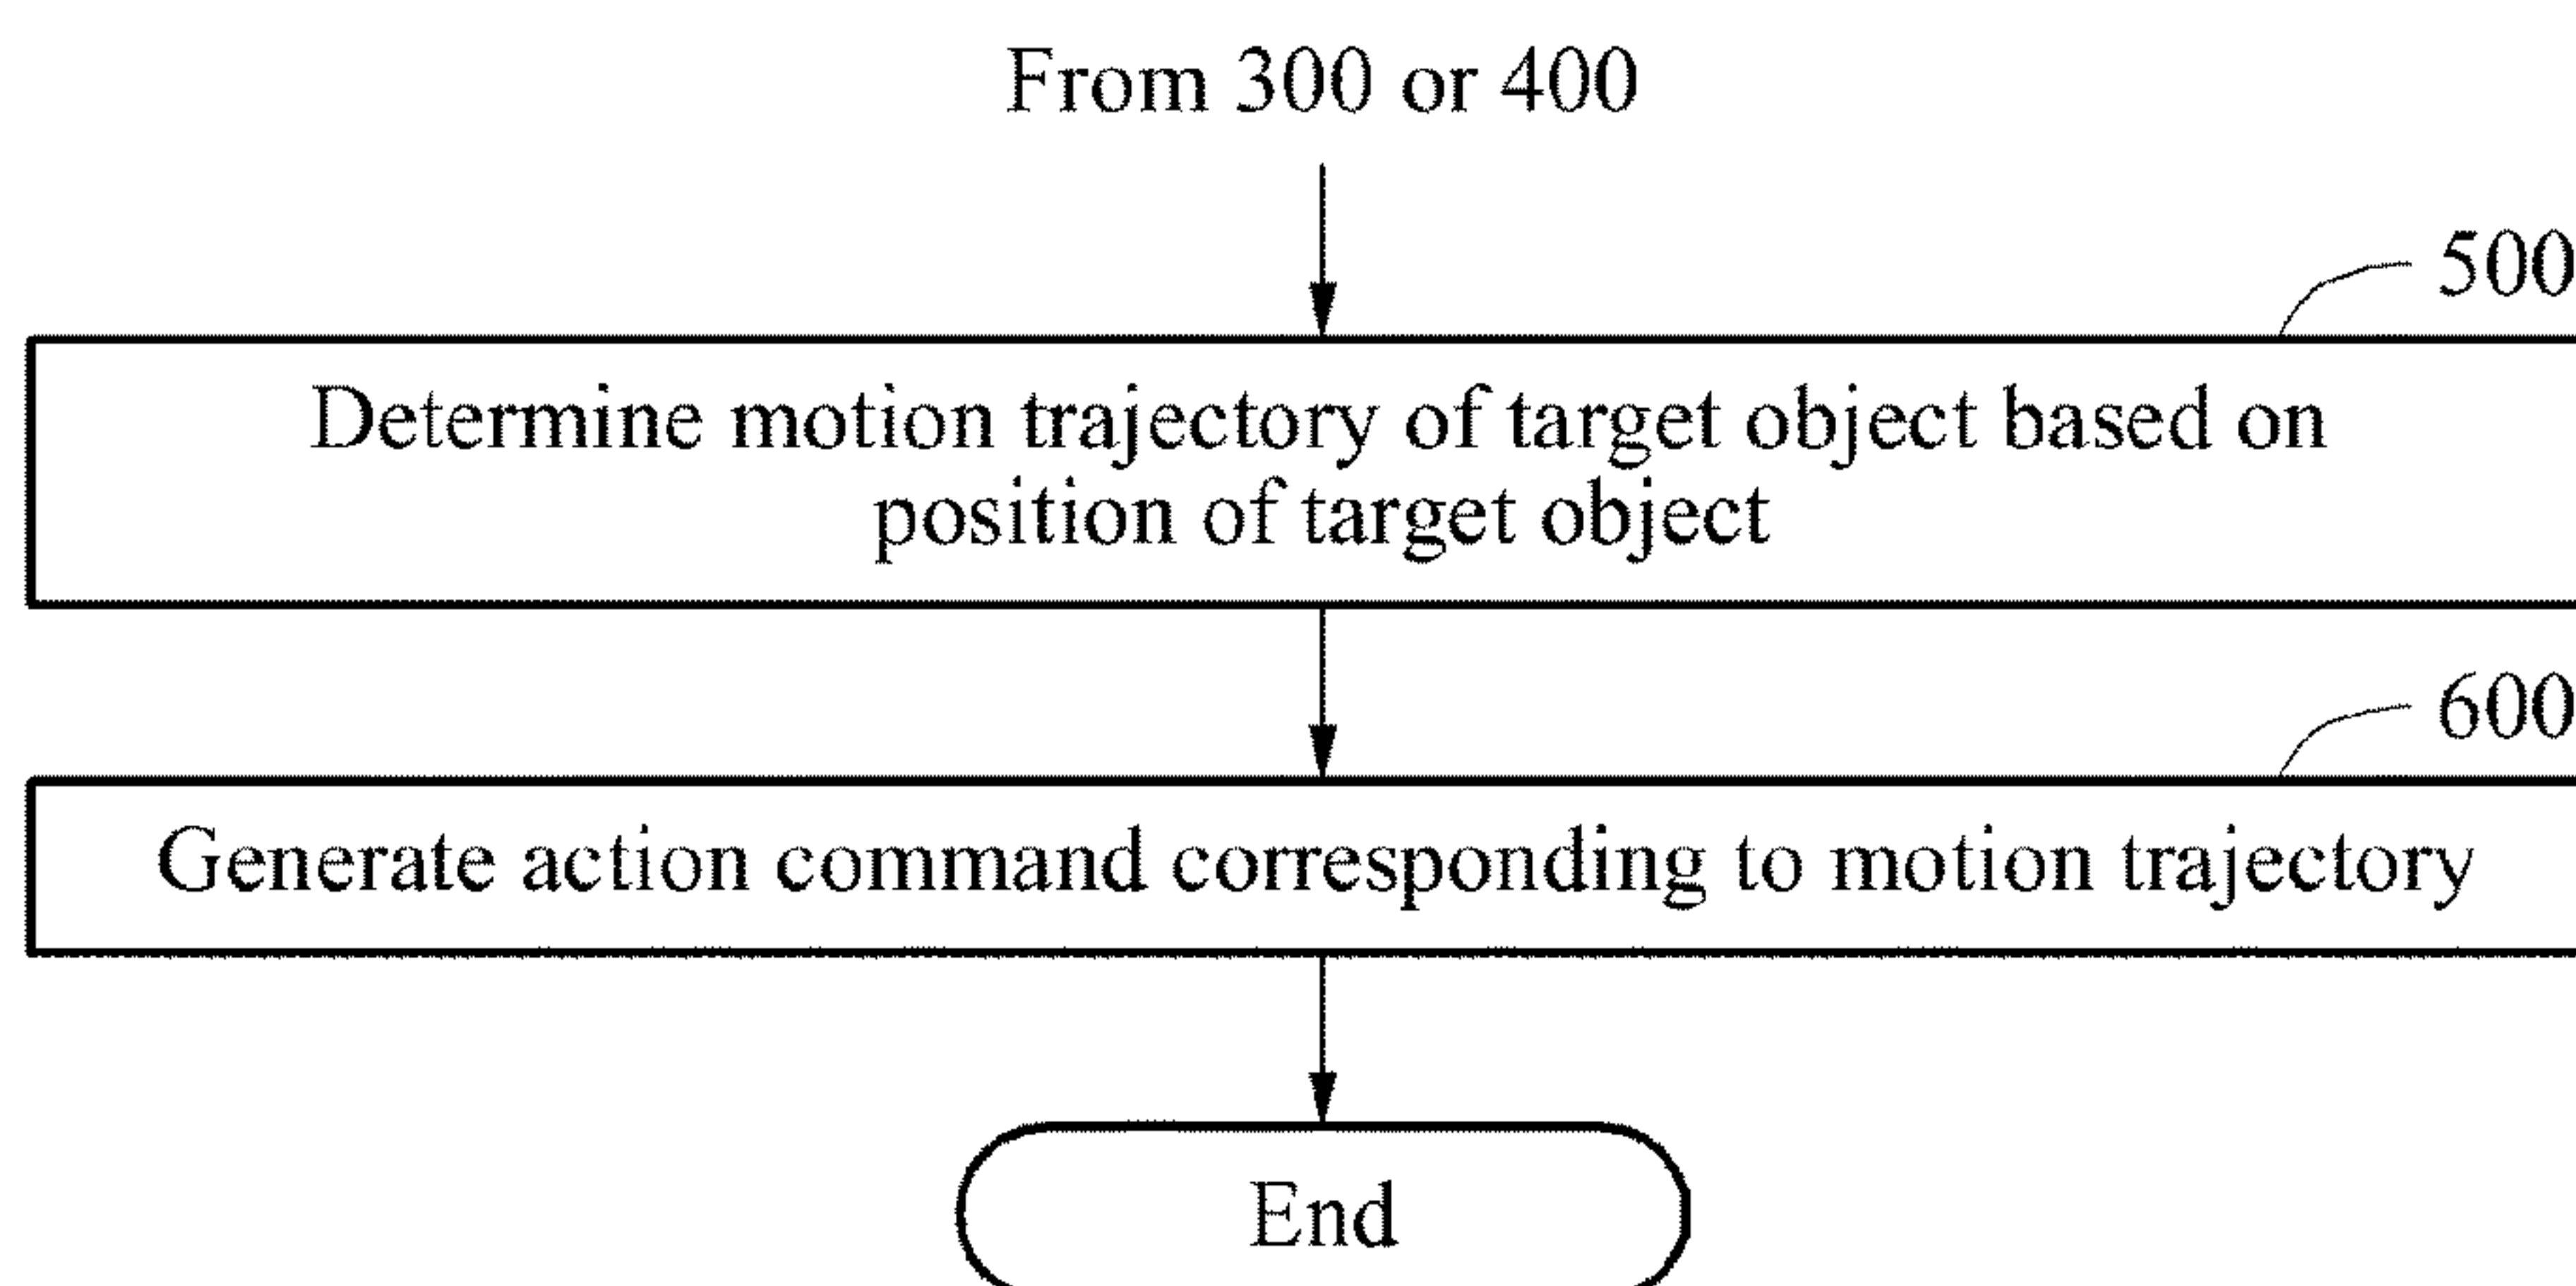 From 300 or 400
500
Determine motion trajectory of target object based on
position of target object
600
Generate action command corresponding to motion trajectory
End